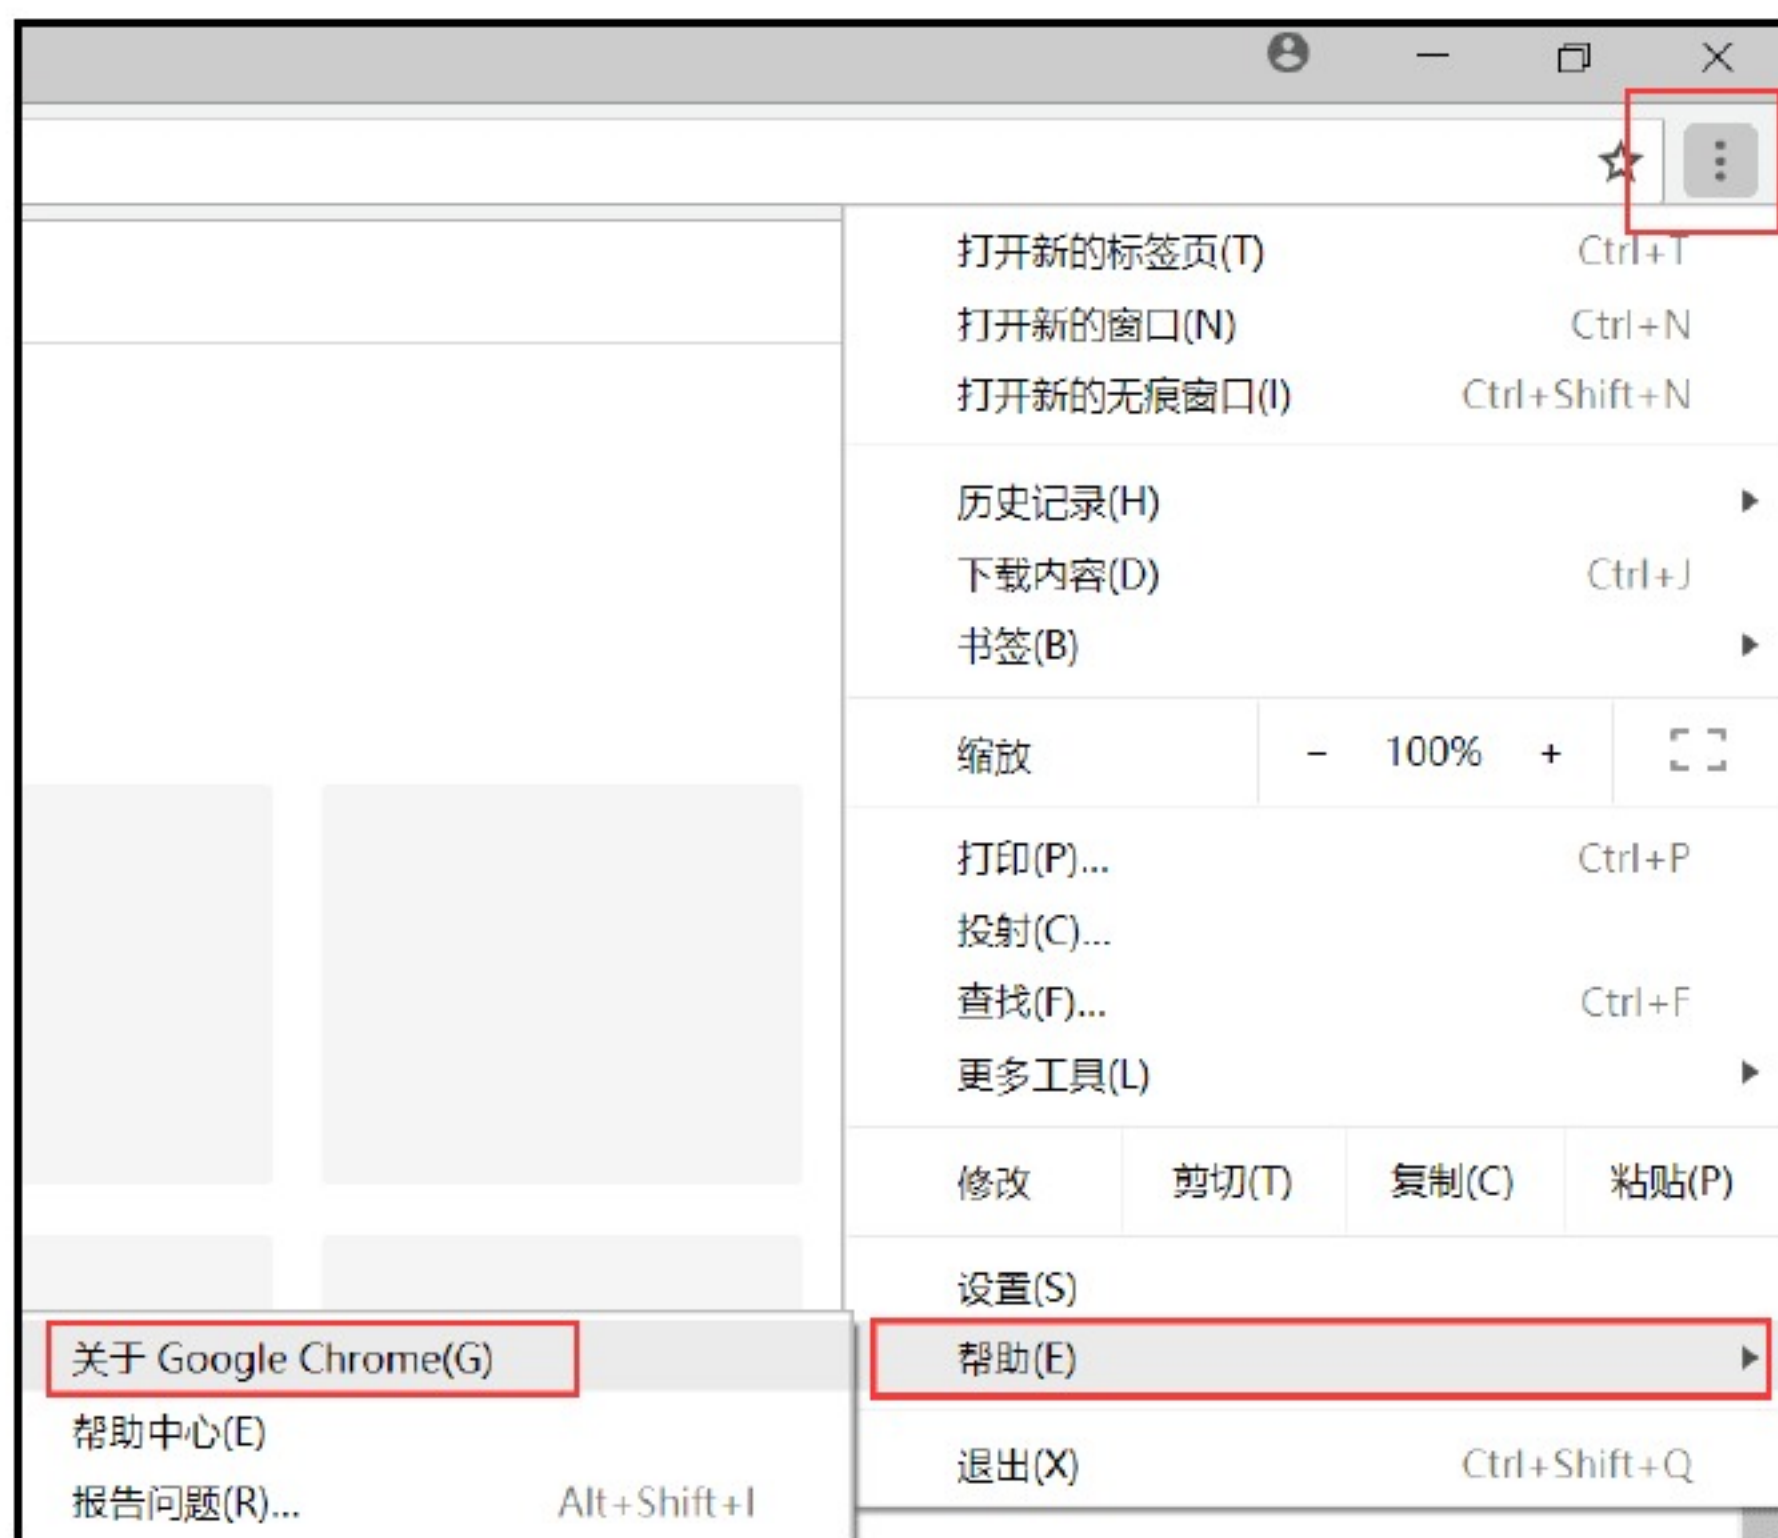 打开新的标签页(T) Ctrl+T
打开新的窗口(N) Ctrl+N
打开新的无痕窗口(I) Ctrl+Shift+N
历史记录(H)
下载内容(D) Ctrl+J
书签(B)
缩放 - 100% +
打印(P)... Ctrl+P
投射(C)...
查找(F)... Ctrl+F
更多工具(L)
修改 剪切(T) 复制(C) 粘贴(P)
设置(S)
帮助(E)
退出(X) Ctrl+Shift+Q
关于 Google Chrome(G)
帮助中心(E)
报告问题(R)... Alt+Shift+I